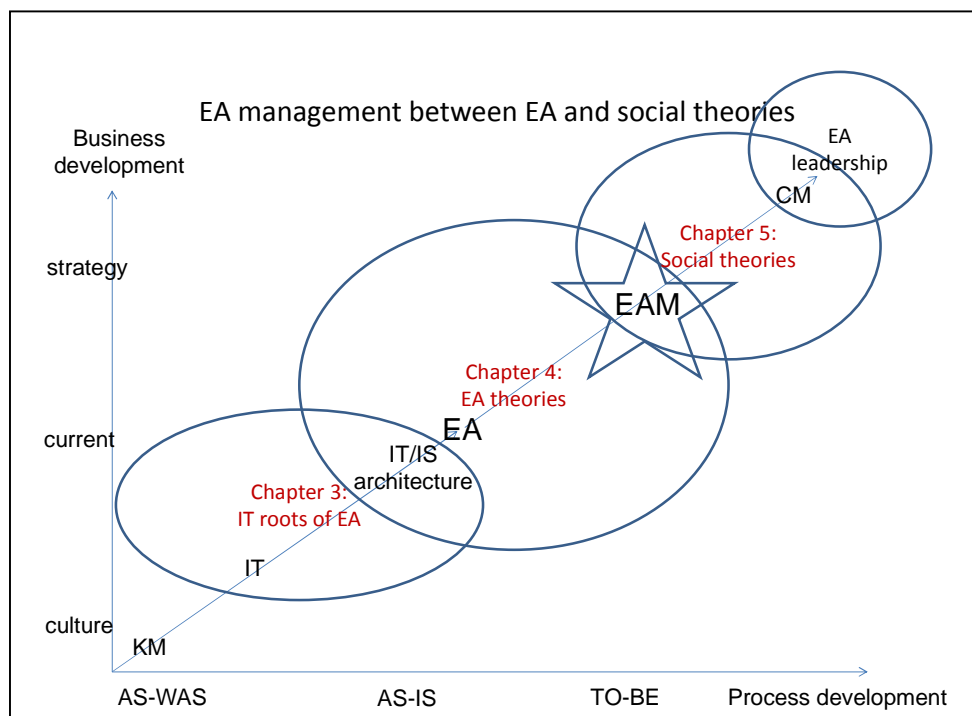 EA management between EA and social theories
Business
development
EA
leadership
CM
Chapter 5:
Social theories
strategy
EAM
Chapter 4:
EA theories
EA
current
IT/IS
architecture
Chapter 3:
IT roots of EA
IT
culture
KM
AS-WAS
AS-IS
TO-BE
Process development